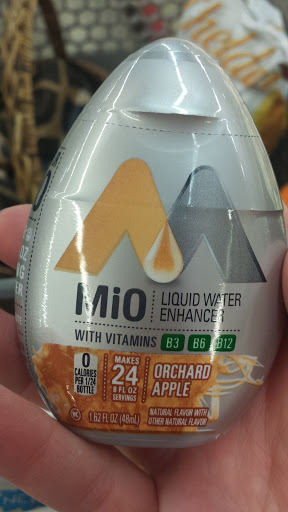 MiO
LIQUID WATER
ENHANCER
WITH VITAMINS B3 B6 B12
0
CALORIES
PER 1/24
BOTTLE
MAKES
24
8 FL OZ
SERVINGS
ORCHARD
APPLE
1.62 FL OZ (48mL)
NATURAL FLAVOR WITH
OTHER NATURAL FLAVOR